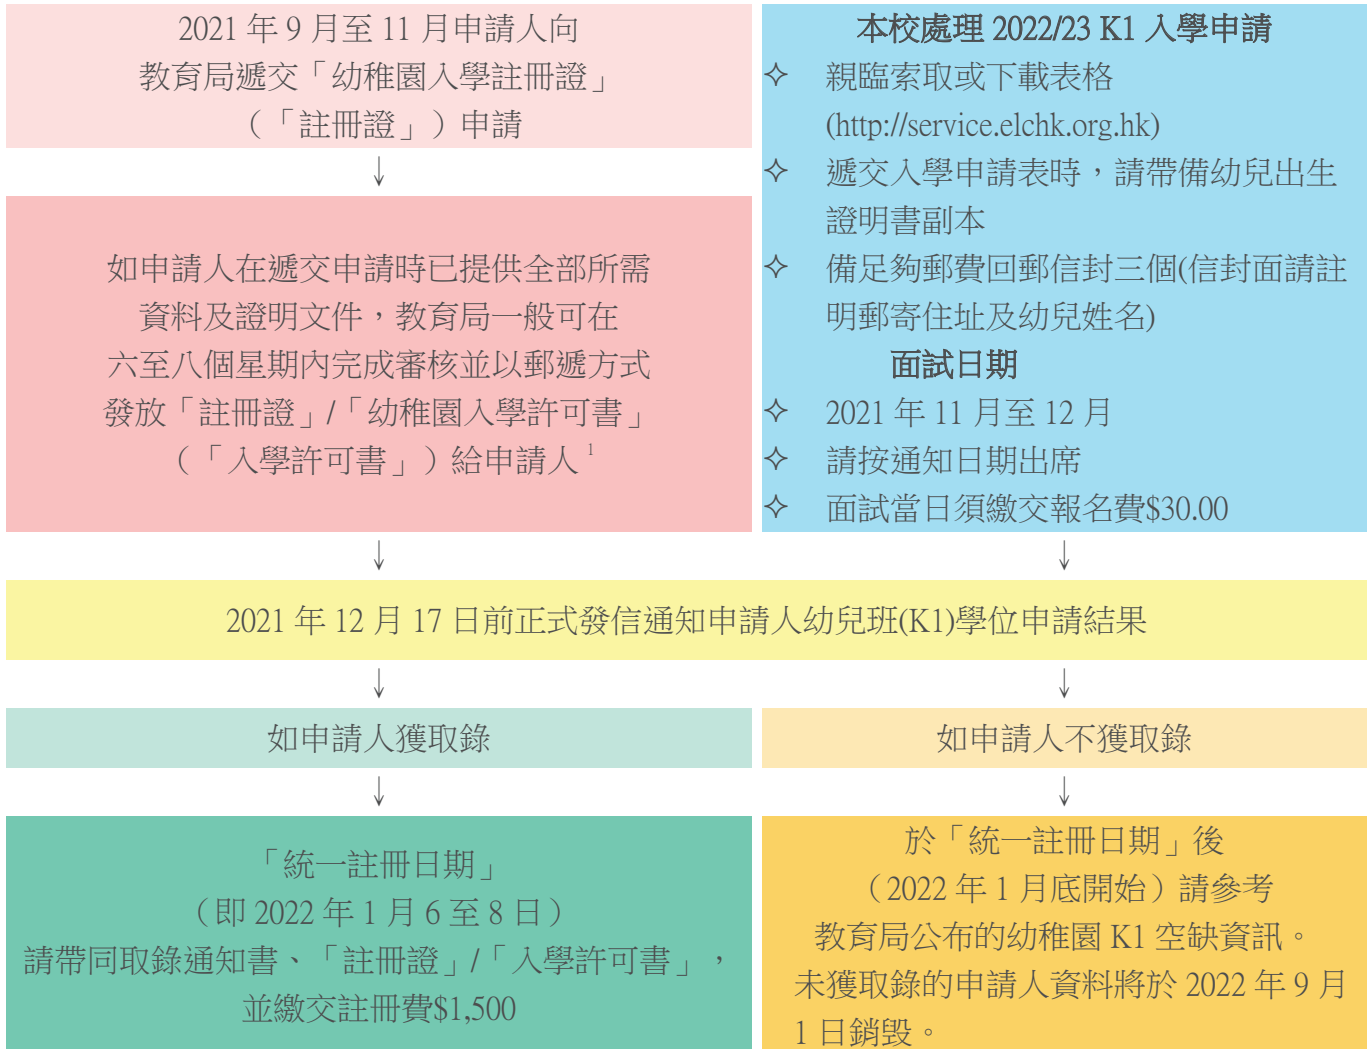 2021 年 9 月至 11 月申請人向
教育局遞交「幼稚園入學註冊證」
（「註冊證」）申請
↓
如申請人在遞交申請時已提供全部所需
資料及證明文件，教育局一般可在
六至八個星期內完成審核並以郵遞方式
發放「註冊證」/「幼稚園入學許可書」
（「入學許可書」）給申請人 1
本校處理 2022/23 K1 入學申請
✧ 親臨索取或下載表格
(http://service.elchk.org.hk)
✧ 遞交入學申請表時，請帶備幼兒出生
證明書副本
✧ 備足夠郵費回郵信封三個(信封面請註
明郵寄住址及幼兒姓名)
面試日期
✧ 2021 年 11 月至 12 月
✧ 請按通知日期出席
✧ 面試當日須繳交報名費$30.00
↓ ↓
2021 年 12 月 17 日前正式發信通知申請人幼兒班(K1)學位申請結果
↓ ↓
如申請人獲取錄
如申請人不獲取錄
↓ ↓
「統一註冊日期」
（即 2022 年 1 月 6 至 8 日）
請帶同取錄通知書、「註冊證」/「入學許可書」，
並繳交註冊費$1,500
於「統一註冊日期」後
（2022 年 1 月底開始）請參考
教育局公布的幼稚園 K1 空缺資訊。
未獲取錄的申請人資料將於 2022 年 9 月
1 日銷毀。